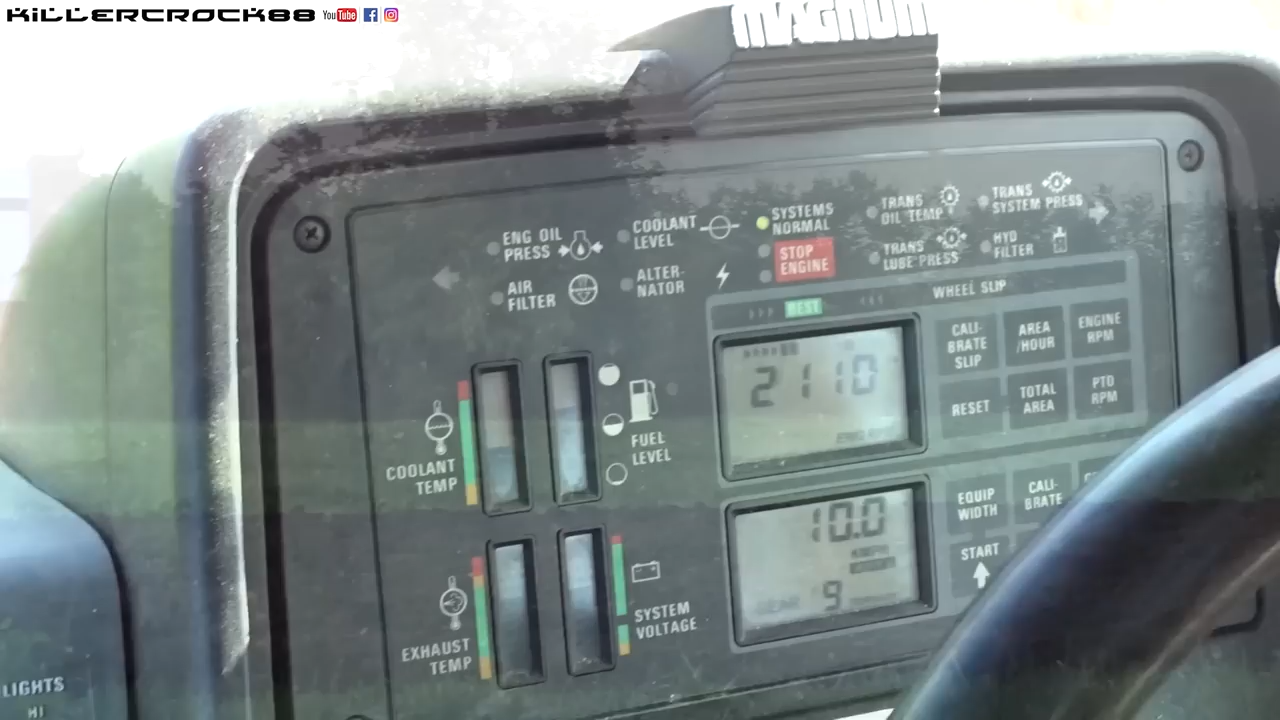 KILLERCROCK88 YouTube
MAGNUM
ENG OIL
PRESS
COOLANT
LEVEL
SYSTEMS
NORMAL
TRANS
OIL TEMP
TRANS
SYSTEM PRESS
AIR
FILTER
ALTER-
NATOR
STOP
ENGINE
TRANS
LUBE PRESS
HYD
FILTER
BEST
WHEEL SLIP
CALI-
BRATE
SLIP
AREA
/HOUR
ENGINE
RPM
2110
RESET
TOTAL
AREA
PTO
RPM
COOLANT
TEMP
FUEL
LEVEL
10.0
KM/H
GEAR 9
EQUIP
WIDTH
CALI-
BRATE
START
EXHAUST
TEMP
SYSTEM
VOLTAGE
LIGHTS
HI